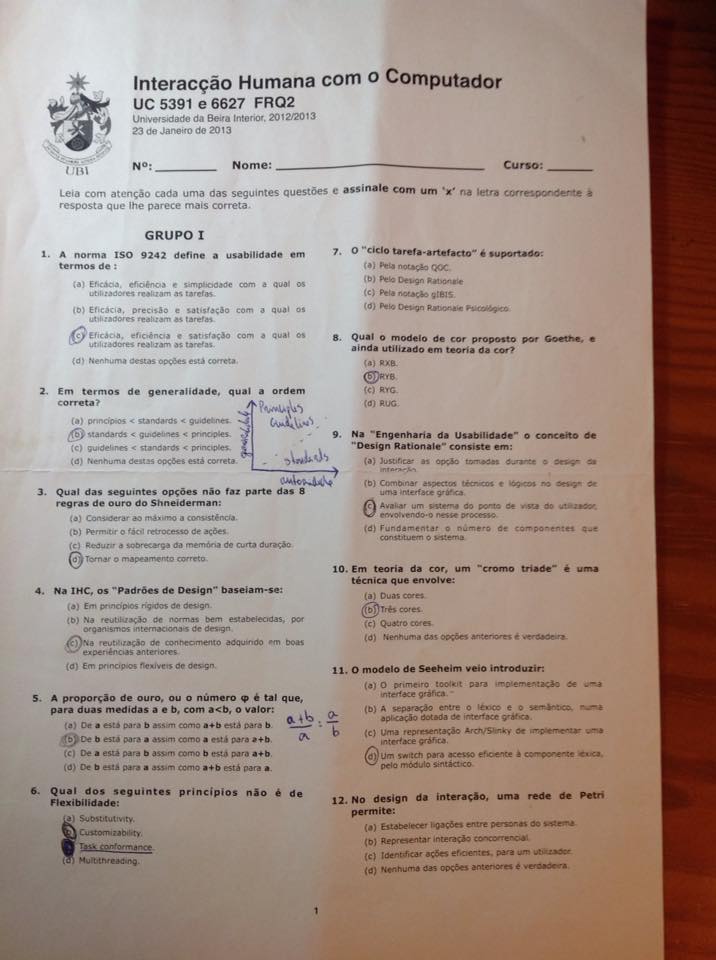 Interacção Humana com o Computador
UC 5391 e 6627 FRQ2
Universidade da Beira Interior, 2012/2013
23 de Janeiro de 2013
UBI
Nº: Nome: Curso:
Leia com atenção cada uma das seguintes questões e assinale com um 'x' na letra correspondente à
resposta que lhe parece mais correta.
GRUPO I
1. A norma ISO 9242 define a usabilidade em
termos de :
(a) Eficácia, eficiência e simplicidade com a qual os
utilizadores realizam as tarefas.
(b) Eficácia, precisão e satisfação com a qual os
utilizadores realizam as tarefas.
(c) Eficácia, eficiência e satisfação com a qual os
utilizadores realizam as tarefas.
(d) Nenhuma destas opções está correta.
2. Em termos de generalidade, qual a ordem
correta?
(a) princípios < standards < guidelines.
(b) standards < guidelines < principles.
(c) guidelines < standards < principles.
(d) Nenhuma destas opções está correta.
Principles
Guidelines
standards
autoridade
3. Qual das seguintes opções não faz parte das 8
regras de ouro do Shneiderman:
(a) Considerar ao máximo a consistência.
(b) Permitir o fácil retrocesso de ações.
(c) Reduzir a sobrecarga da memória de curta duração.
(d) Tornar o mapeamento correto.
4. Na IHC, os "Padrões de Design" baseiam-se:
(a) Em princípios rígidos de design.
(b) Na reutilização de normas bem estabelecidas, por
organismos internacionais de design.
(c) Na reutilização de conhecimento adquirido em boas
experiências anteriores.
(d) Em princípios flexíveis de design.
5. A proporção de ouro, ou o número φ é tal que,
para duas medidas a e b, com a<b, o valor:
(a) De a está para b assim como a+b está para b.
(b) De b está para a assim como a está para a+b.
(c) De a está para b assim como b está para a+b.
(d) De b está para a assim como a+b está para a.
a+b = a
a b
6. Qual dos seguintes princípios não é de
Flexibilidade:
(a) Substitutivity.
(b) Customizability.
Task conformance.
(d) Multithreading.
7. O "ciclo tarefa-artefacto" é suportado:
(a) Pela notação QOC.
(b) Pelo Design Rationale
(c) Pela notação gIBIS.
(d) Pelo Design Rationale Psicológico.
8. Qual o modelo de cor proposto por Goethe, e
ainda utilizado em teoria da cor?
(a) RXB.
(b) RYB.
(c) RYG.
(d) RUG.
9. Na "Engenharia da Usabilidade" o conceito de
"Design Rationale" consiste em:
(a) Justificar as opção tomadas durante o design da
interação.
(b) Combinar aspectos técnicos e lógicos no design de
uma interface gráfica.
(c) Avaliar um sistema do ponto de vista do utilizador,
envolvendo-o nesse processo.
(d) Fundamentar o número de componentes que
constituem o sistema.
10. Em teoria da cor, um "cromo triade" é uma
técnica que envolve:
(a) Duas cores.
(b) Três cores.
(c) Quatro cores.
(d) Nenhuma das opções anteriores é verdadeira.
11. O modelo de Seeheim veio introduzir:
(a) O primeiro toolkit para implementação de uma
interface gráfica.
(b) A separação entre o léxico e o semântico, numa
aplicação dotada de interface gráfica.
(c) Uma representação Arch/Slinky de implementar uma
interface gráfica.
(d) Um switch para acesso eficiente à componente léxica,
pelo módulo sintáctico.
12. No design da interação, uma rede de Petri
permite:
(a) Estabelecer ligações entre personas do sistema.
(b) Representar interação concorrencial.
(c) Identificar ações eficientes, para um utilizador.
(d) Nenhuma das opções anteriores é verdadeira.
1